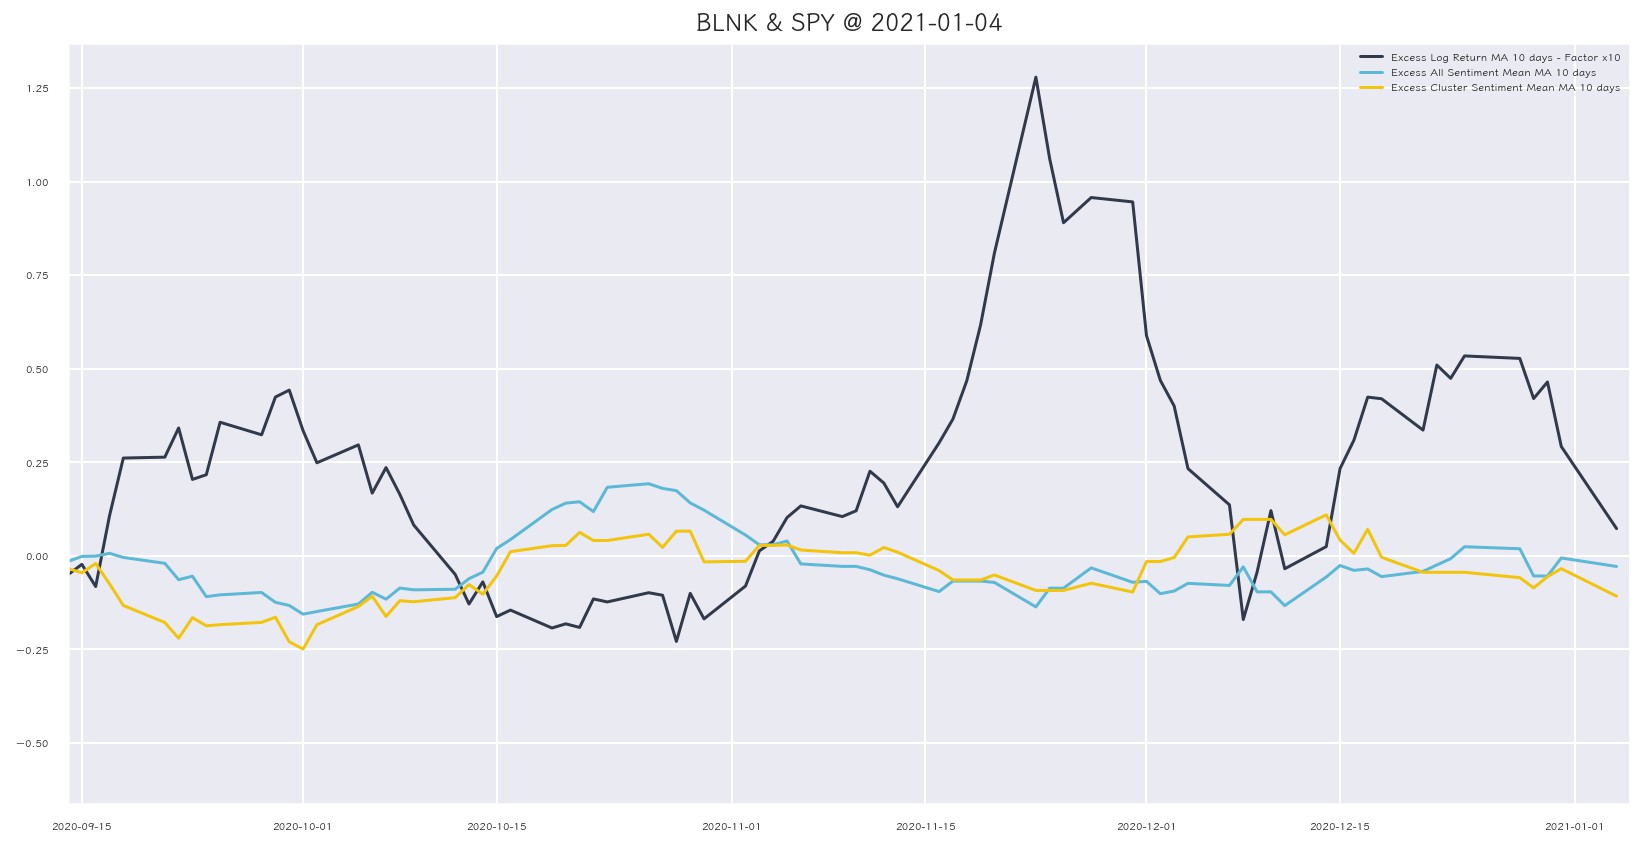 BLNK & SPY @ 2021-01-04
Excess Log Return MA 10 days - Factor x10
Excess All Sentiment Mean MA 10 days
Excess Cluster Sentiment Mean MA 10 days
1.25
1.00
0.75
0.50
0.25
0.00
−0.25
−0.50
2020-09-15 2020-10-01 2020-10-15 2020-11-01 2020-11-15 2020-12-01 2020-12-15 2021-01-01